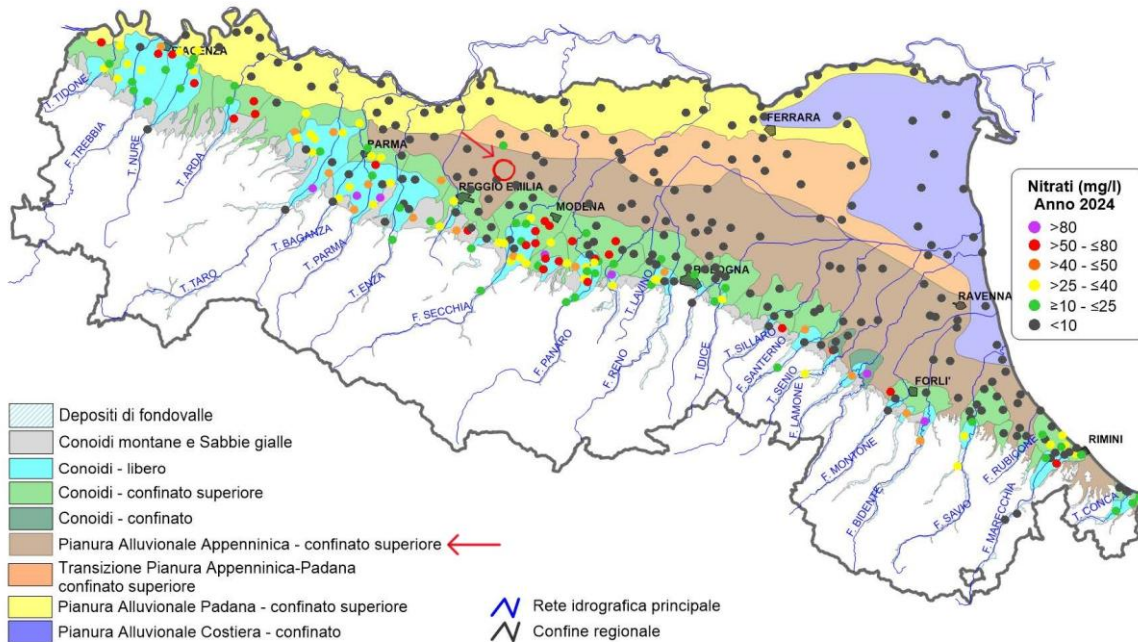 PIACENZA
T. TIDONE
F. TREBBIA
T. NURE
T. ARDA
PARMA
REGGIO EMILIA
MODENA
FERRARA
BOLOGNA
RAVENNA
FORLI'
RIMINI
T. TARO
T. BAGANZA
T. PARMA
T. ENZA
F. SECCHIA
F. PANARO
T. LAVINO
F. RENO
T. IDICE
T. SILLARO
F. SANTERNO
T. SENIO
F. LAMONE
F. MONTONE
F. BIDENTE
F. SAVIO
F. RUBICONE
F. MARECCHIA
T. CONCA
Nitrati (mg/l)
Anno 2024
>80
>50 - ≤80
>40 - ≤50
>25 - ≤40
≥10 - ≤25
<10
Depositi di fondovalle
Conoidi montane e Sabbie gialle
Conoidi - libero
Conoidi - confinato superiore
Conoidi - confinato
Pianura Alluvionale Appenninica - confinato superiore
Transizione Pianura Appenninica-Padana
confinato superiore
Pianura Alluvionale Padana - confinato superiore
Pianura Alluvionale Costiera - confinato
Rete idrografica principale
Confine regionale